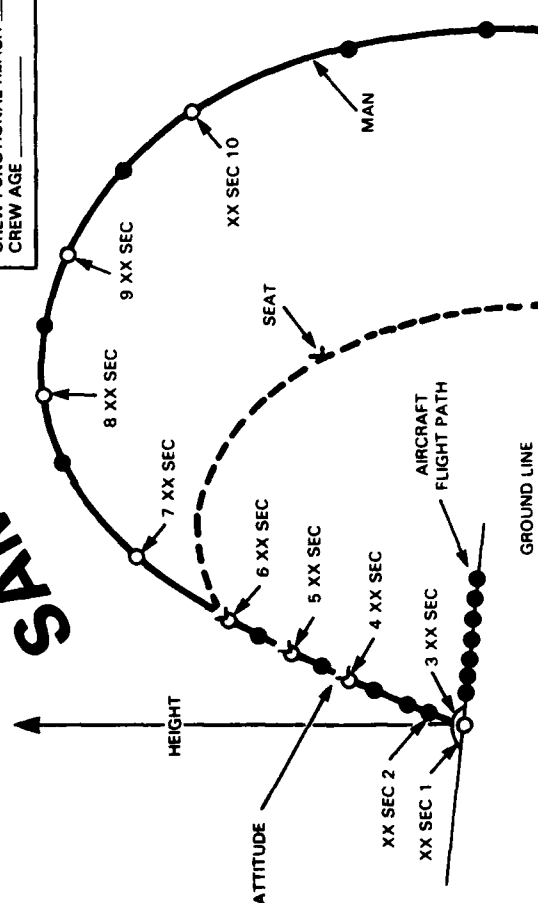 CREW AGE
9 XX SEC
XX SEC 10
8 XX SEC
MAN
SEAT
7 XX SEC
AIRCRAFT
FLIGHT PATH
6 XX SEC
5 XX SEC
4 XX SEC
3 XX SEC
GROUND LINE
HEIGHT
XX SEC 2
XX SEC 1
ATTITUDE